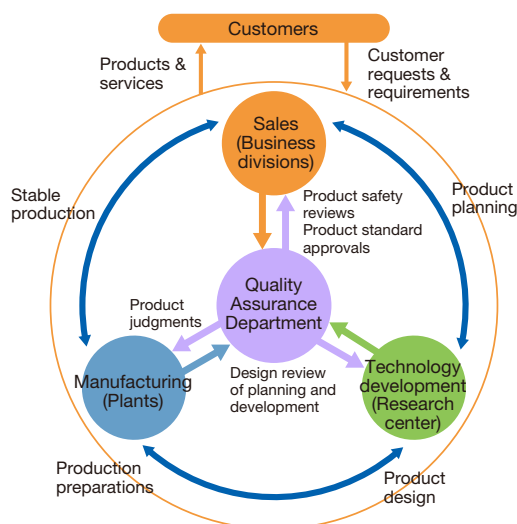 Customers
Products &
services
Customer
requests &
requirements
Sales
(Business
divisions)
Stable
production
Product
planning
Product safety
reviews
Product standard
approvals
Quality
Assurance
Department
Product
judgments
Manufacturing
(Plants)
Design review
of planning and
development
Technology
development
(Research
center)
Production
preparations
Product
design